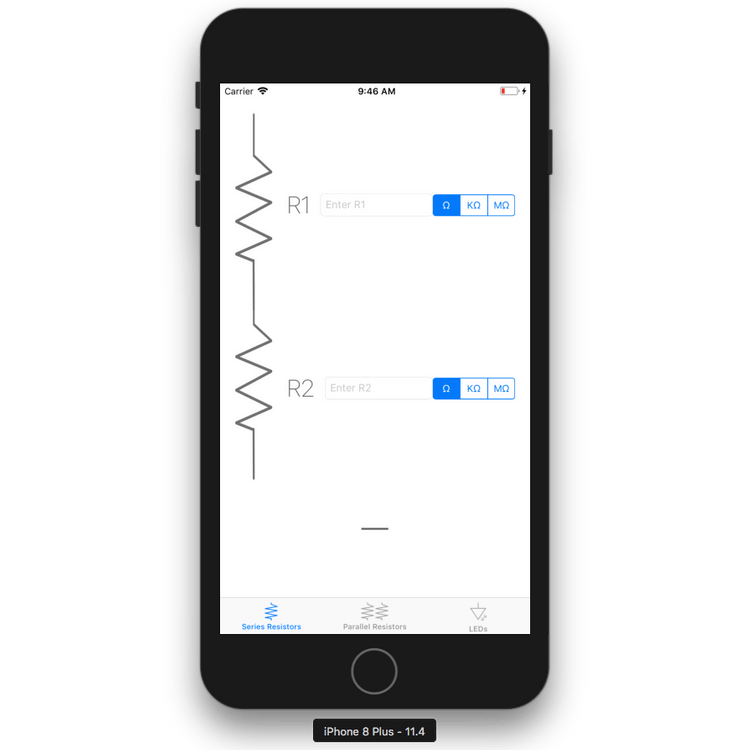 Carrier 9:46 AM
R1 Enter R1 Ω KΩ MΩ
R2 Enter R2 Ω KΩ MΩ
Series Resistors Parallel Resistors LEDs
iPhone 8 Plus - 11.4